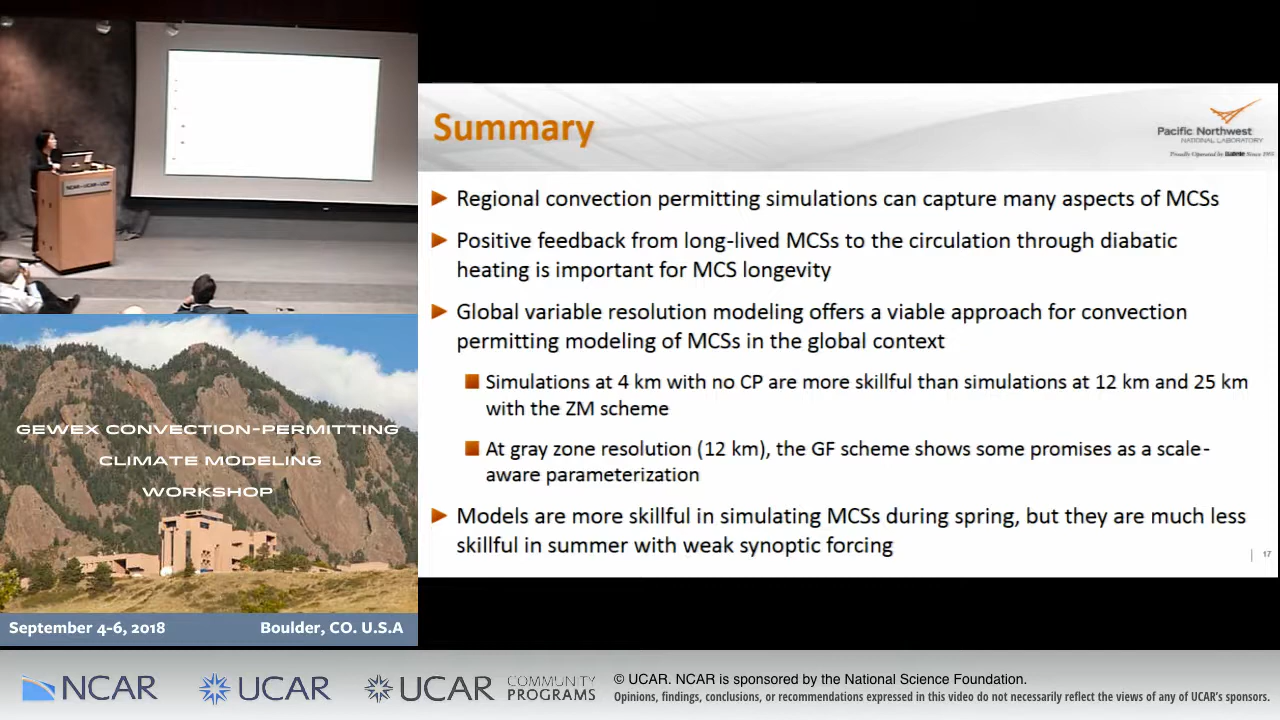 Summary
Pacific Northwest
NATIONAL LABORATORY
Proudly Operated by Battelle Since 1965
Regional convection permitting simulations can capture many aspects of MCSs
Positive feedback from long-lived MCSs to the circulation through diabatic
heating is important for MCS longevity
Global variable resolution modeling offers a viable approach for convection
permitting modeling of MCSs in the global context
Simulations at 4 km with no CP are more skillful than simulations at 12 km and 25 km
with the ZM scheme
At gray zone resolution (12 km), the GF scheme shows some promises as a scale-
aware parameterization
Models are more skillful in simulating MCSs during spring, but they are much less
skillful in summer with weak synoptic forcing
17
NCAR
GEWEX CONVECTION-PERMITTING
CLIMATE MODELING
WORKSHOP
September 4-6, 2018 Boulder, CO. U.S.A
NCAR
UCAR
UCAR
COMMUNITY
PROGRAMS
© UCAR. NCAR is sponsored by the National Science Foundation.
Opinions, findings, conclusions, or recommendations expressed in this video do not necessarily reflect the views of any of UCAR's sponsors.